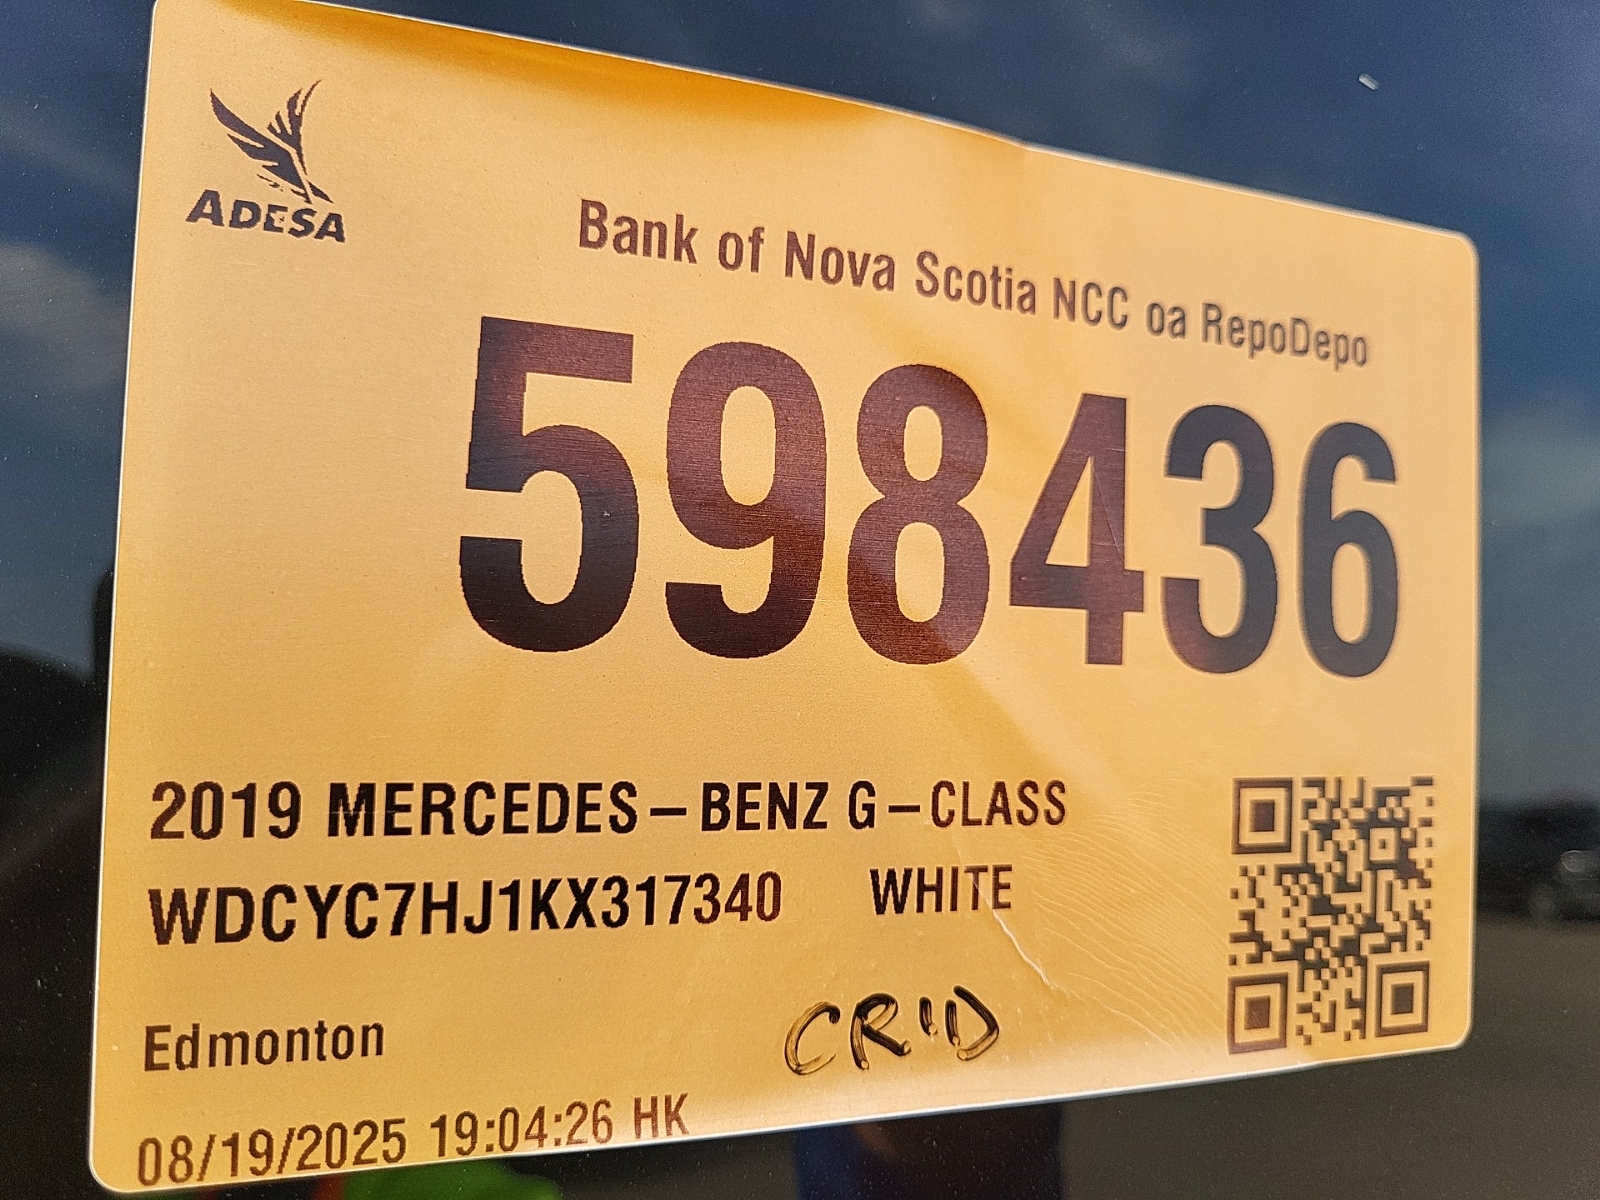 ADESA
Bank of Nova Scotia NCC oa RepoDepo
598436
2019 MERCEDES-BENZ G-CLASS
WDCYC7HJ1KX317340 WHITE
Edmonton
CR'D
08/19/2025 19:04:26 HK